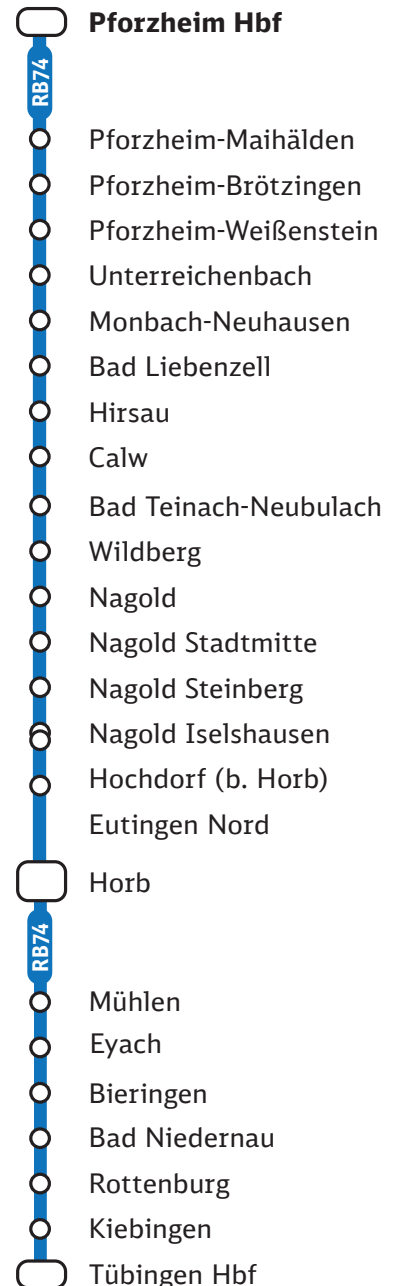 Pforzheim Hbf
RB74
Pforzheim-Maihälden
Pforzheim-Brötzingen
Pforzheim-Weißenstein
Unterreichenbach
Monbach-Neuhausen
Bad Liebenzell
Hirsau
Calw
Bad Teinach-Neubulach
Wildberg
Nagold
Nagold Stadtmitte
Nagold Steinberg
Nagold Iselshausen
Hochdorf (b. Horb)
Eutingen Nord
Horb
RB74
Mühlen
Eyach
Bieringen
Bad Niedernau
Rottenburg
Kiebingen
Tübingen Hbf